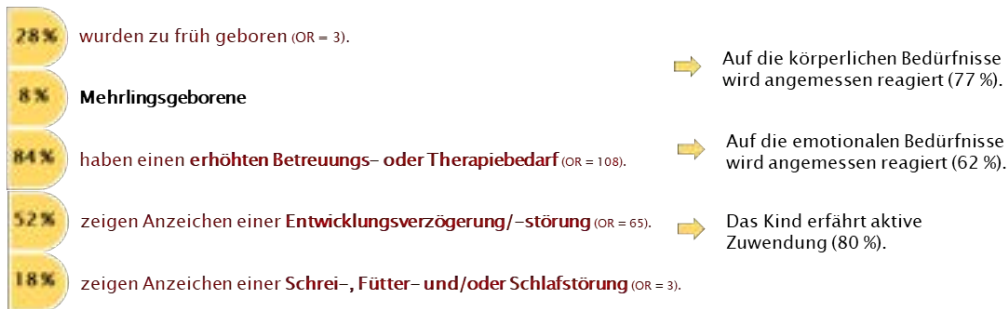 28% wurden zu früh geboren (OR = 3).
8% Mehrlingsgeborene
84% haben einen erhöhten Betreuungs- oder Therapiebedarf (OR = 108).
52% zeigen Anzeichen einer Entwicklungsverzögerung/-störung (OR = 65).
18% zeigen Anzeichen einer Schrei-, Fütter- und/oder Schlafstörung (OR = 3).
Auf die körperlichen Bedürfnisse
wird angemessen reagiert (77 %).
Auf die emotionalen Bedürfnisse
wird angemessen reagiert (62 %).
Das Kind erfährt aktive
Zuwendung (80 %).